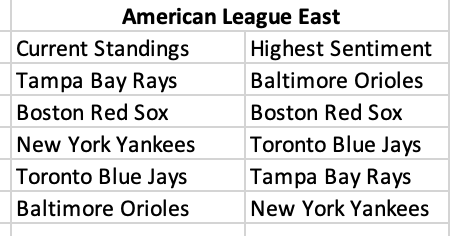 American League East
Current Standings Highest Sentiment
Tampa Bay Rays Baltimore Orioles
Boston Red Sox Boston Red Sox
New York Yankees Toronto Blue Jays
Toronto Blue Jays Tampa Bay Rays
Baltimore Orioles New York Yankees